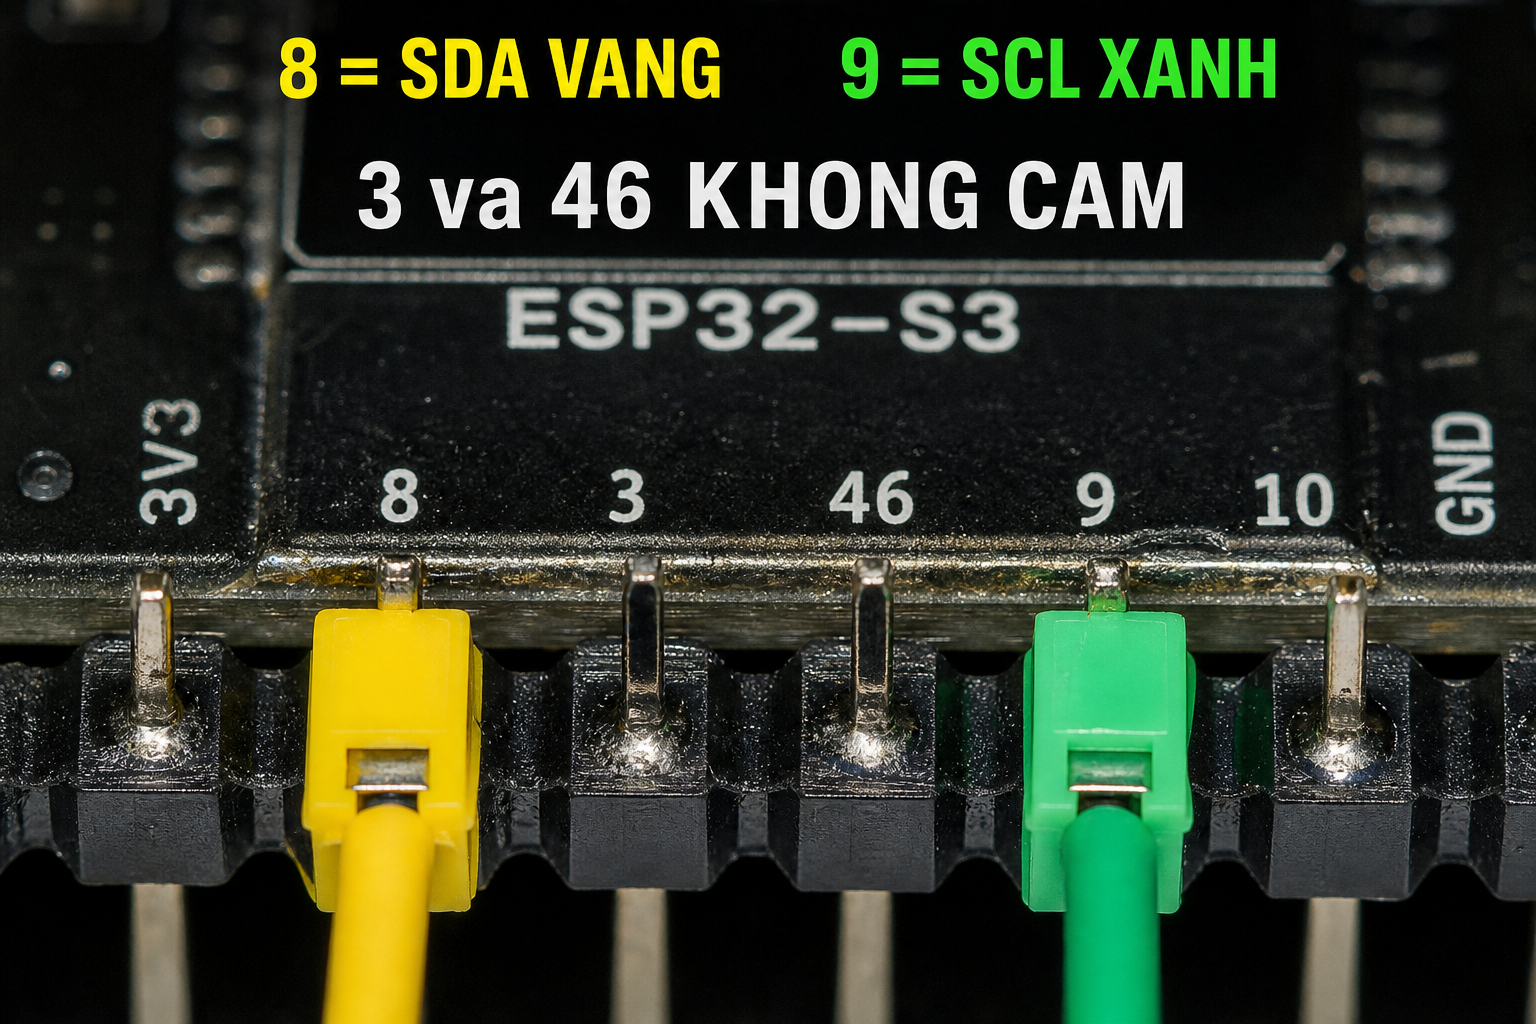 8 = SDA VANG 9 = SCL XANH
3 va 46 KHONG CAM
ESP32-S3
3V3 8 3 46 9 10 GND